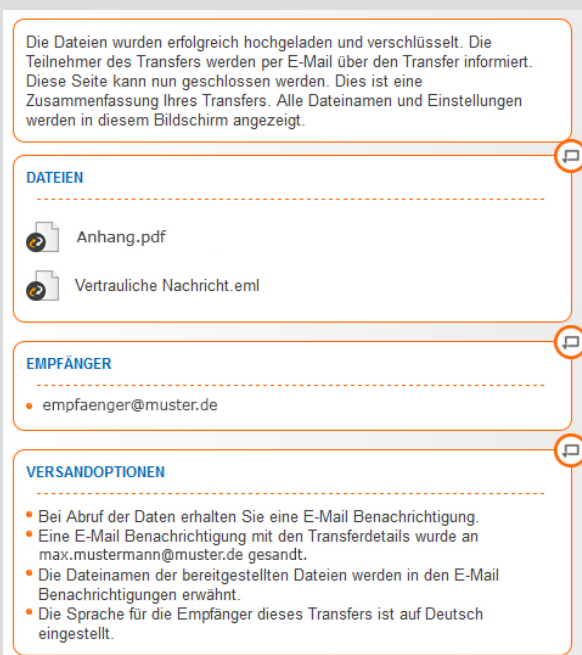 Die Dateien wurden erfolgreich hochgeladen und verschlüsselt. Die
Teilnehmer des Transfers werden per E-Mail über den Transfer informiert.
Diese Seite kann nun geschlossen werden. Dies ist eine
Zusammenfassung Ihres Transfers. Alle Dateinamen und Einstellungen
werden in diesem Bildschirm angezeigt.
DATEIEN
Anhang.pdf
Vertrauliche Nachricht.eml
EMPFÄNGER
• empfaenger@muster.de
VERSANDOPTIONEN
• Bei Abruf der Daten erhalten Sie eine E-Mail Benachrichtigung.
• Eine E-Mail Benachrichtigung mit den Transferdetails wurde an
max.mustermann@muster.de gesandt.
• Die Dateinamen der bereitgestellten Dateien werden in den E-Mail
Benachrichtigungen erwähnt.
• Die Sprache für die Empfänger dieses Transfers ist auf Deutsch
eingestellt.